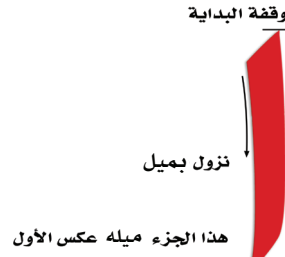 وقفة البداية
نزول بميل
هذا الجزء ميله عكس الأول